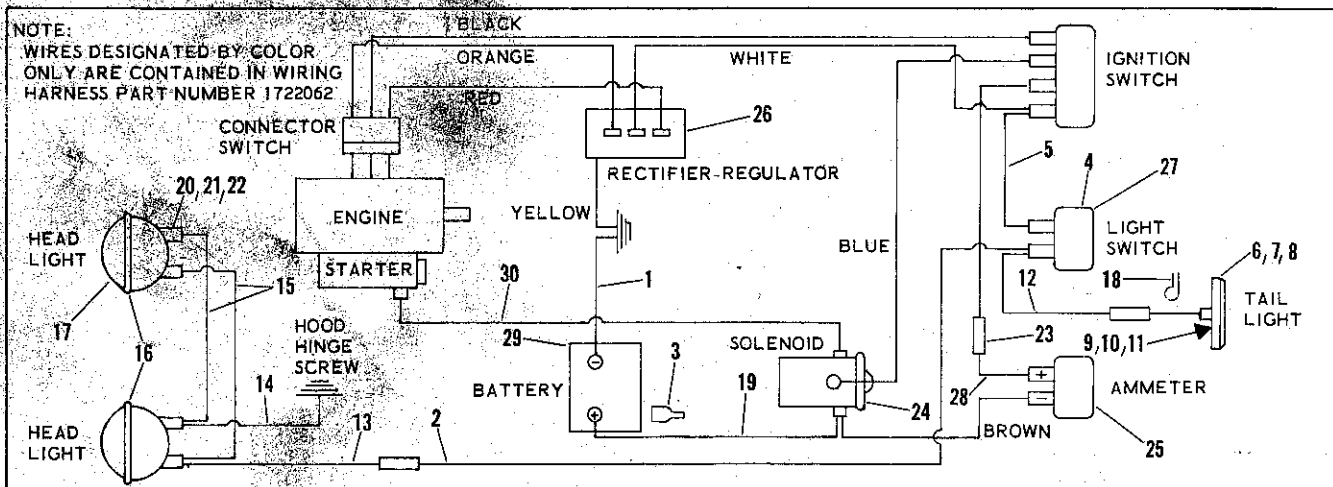 NOTE:
WIRES DESIGNATED BY COLOR
ONLY ARE CONTAINED IN WIRING
HARNESS PART NUMBER 1722062
BLACK
ORANGE
WHITE
RED
IGNITION
SWITCH
CONNECTOR
SWITCH
26
RECTIFIER-REGULATOR
5
4
27
20, 21, 22
ENGINE
YELLOW
BLUE
LIGHT
SWITCH
HEAD
LIGHT
STARTER
15
17
16
30
1
18
6, 7, 8
12
TAIL
LIGHT
9, 10, 11
23
HOOD
HINGE
SCREW
29
BATTERY
3
SOLENOID
−
+
14
13
2
19
24
28
+
−
AMMETER
BROWN
25
HEAD
LIGHT